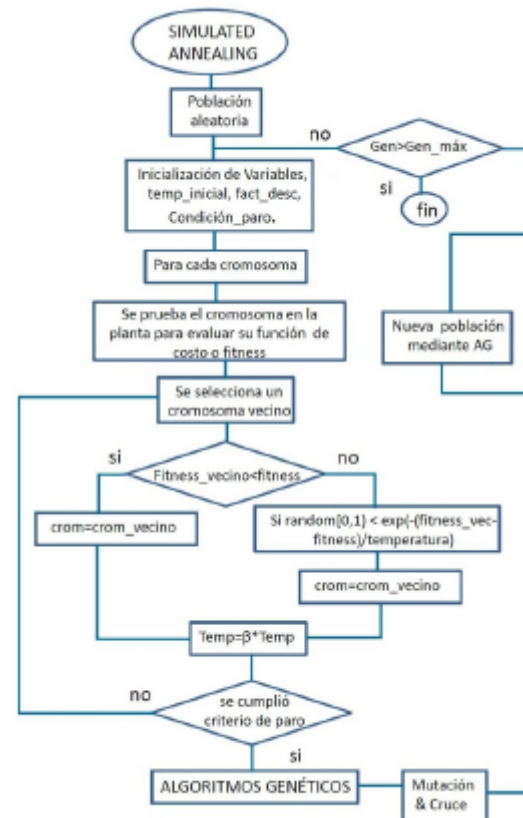 SIMULATED
ANNEALING
Población
aleatoria
no
Gen>Gen_máx
si
fin
Inicialización de Variables,
temp_inicial, fact_desc,
Condición_paro.
Para cada cromosoma
Se prueba el cromosoma en la
planta para evaluar su función de
costo o fitness
Nueva población
mediante AG
Se selecciona un
cromosoma vecino
si
Fitness_vecino<fitness
no
crom=crom_vecino
Si random[0,1) < exp(-(fitness_vec-
fitness)/temperatura)
crom=crom_vecino
Temp=β*Temp
no
se cumplió
criterio de paro
si
ALGORITMOS GENÉTICOS
Mutación
& Cruce